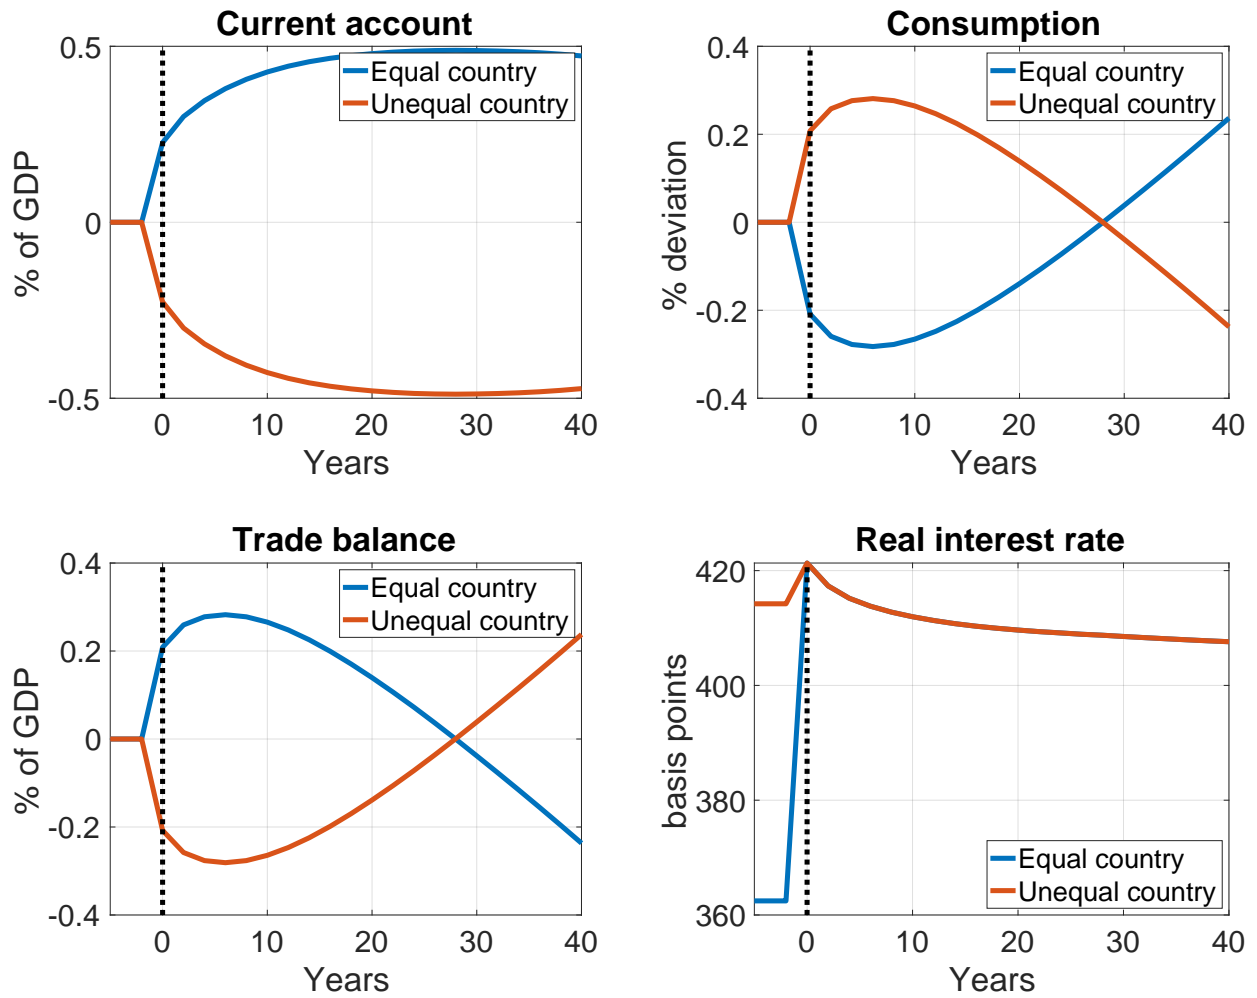 Current account
% of GDP
0.5
0
-0.5
Equal country
Unequal country
0 10 20 30 40
Years
Consumption
% deviation
0.4
0.2
0
-0.2
-0.4
Equal country
Unequal country
0 10 20 30 40
Years
Trade balance
% of GDP
0.4
0.2
0
-0.2
-0.4
Equal country
Unequal country
0 10 20 30 40
Years
Real interest rate
basis points
420
400
380
360
Equal country
Unequal country
0 10 20 30 40
Years